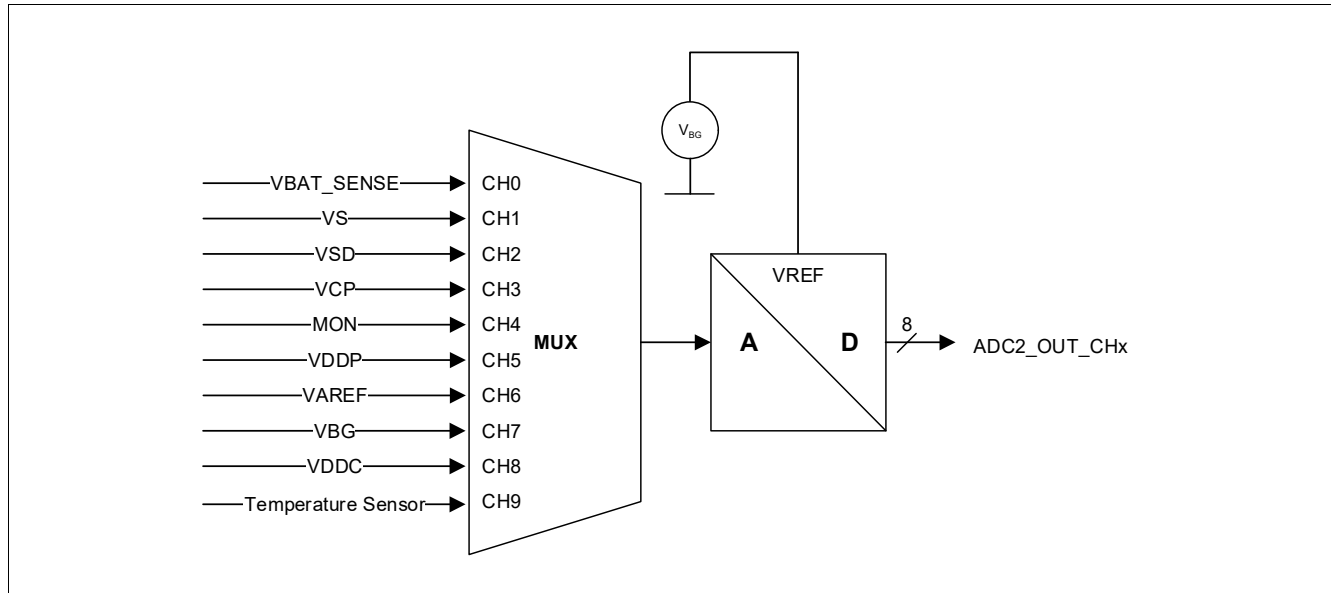 V_BG
VBAT_SENSE CH0
VS CH1
VSD CH2
VCP CH3
MON CH4
VDDP CH5
VAREF CH6
VBG CH7
VDDC CH8
Temperature Sensor CH9
MUX
VREF
A D
8
ADC2_OUT_CHx